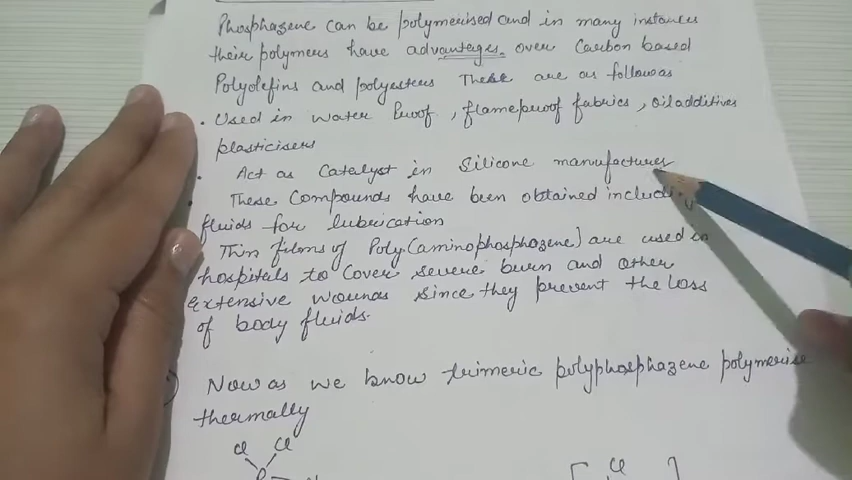 Phosphazene can be polymerised and in many instances
their polymers have advantages over Carbon based
Polyolefins and polyesters These are as followas
. Used in water Proof, flameproof fabrics, oil additives
plasticisers
. Act as Catalyst in Silicone manufactures
. These Compounds have been obtained including
fluids for lubrication
Thin films of Poly(aminophosphazene) are used in
hospitals to Cover severe burn and other
extensive wounds since they prevent the loss
of body fluids.
Now as we know trimeric polyphosphazene polymerise
thermally
Cl Cl
Cl